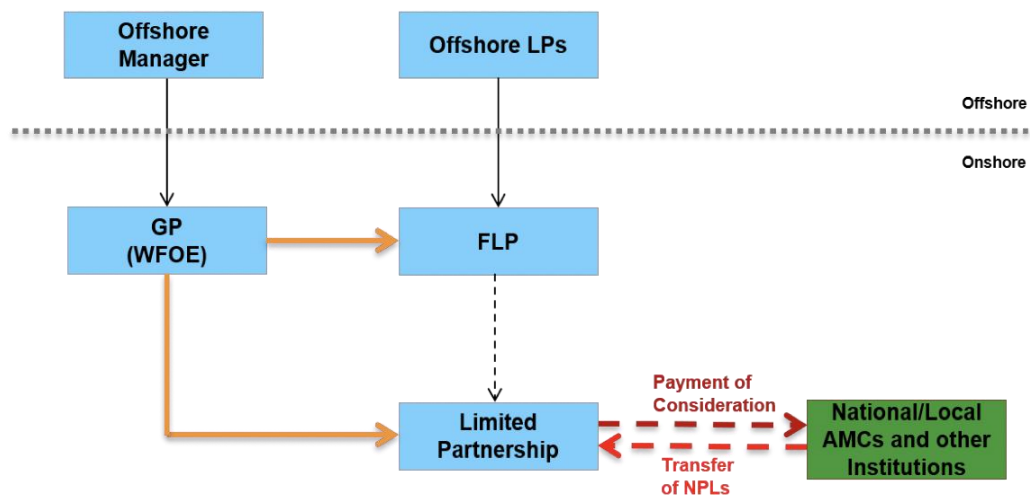 Offshore
Manager
Offshore LPs
Offshore
Onshore
GP
(WFOE)
FLP
Limited
Partnership
Payment of
Consideration
Transfer
of NPLs
National/Local
AMCs and other
Institutions